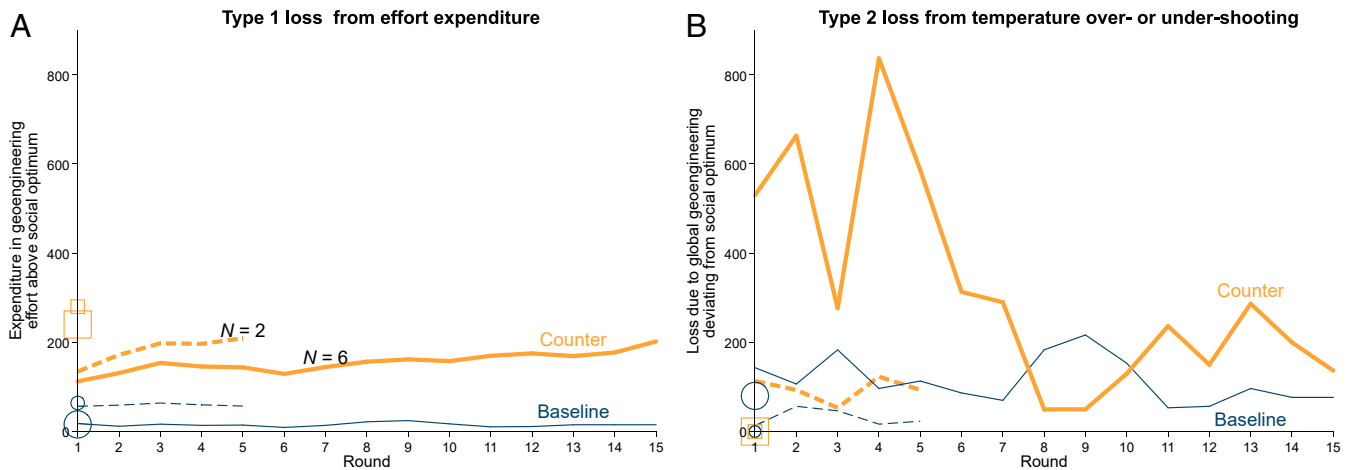 A
Type 1 loss from effort expenditure
Expenditure in geoengineering
effort above social optimum
800
600
400
200
0
N = 2
N = 6
Counter
Baseline
1 2 3 4 5 6 7 8 9 10 11 12 13 14 15
Round
B
Type 2 loss from temperature over- or under-shooting
Loss due to global geoengineering
deviating from social optimum
800
600
400
200
0
Counter
Baseline
1 2 3 4 5 6 7 8 9 10 11 12 13 14 15
Round